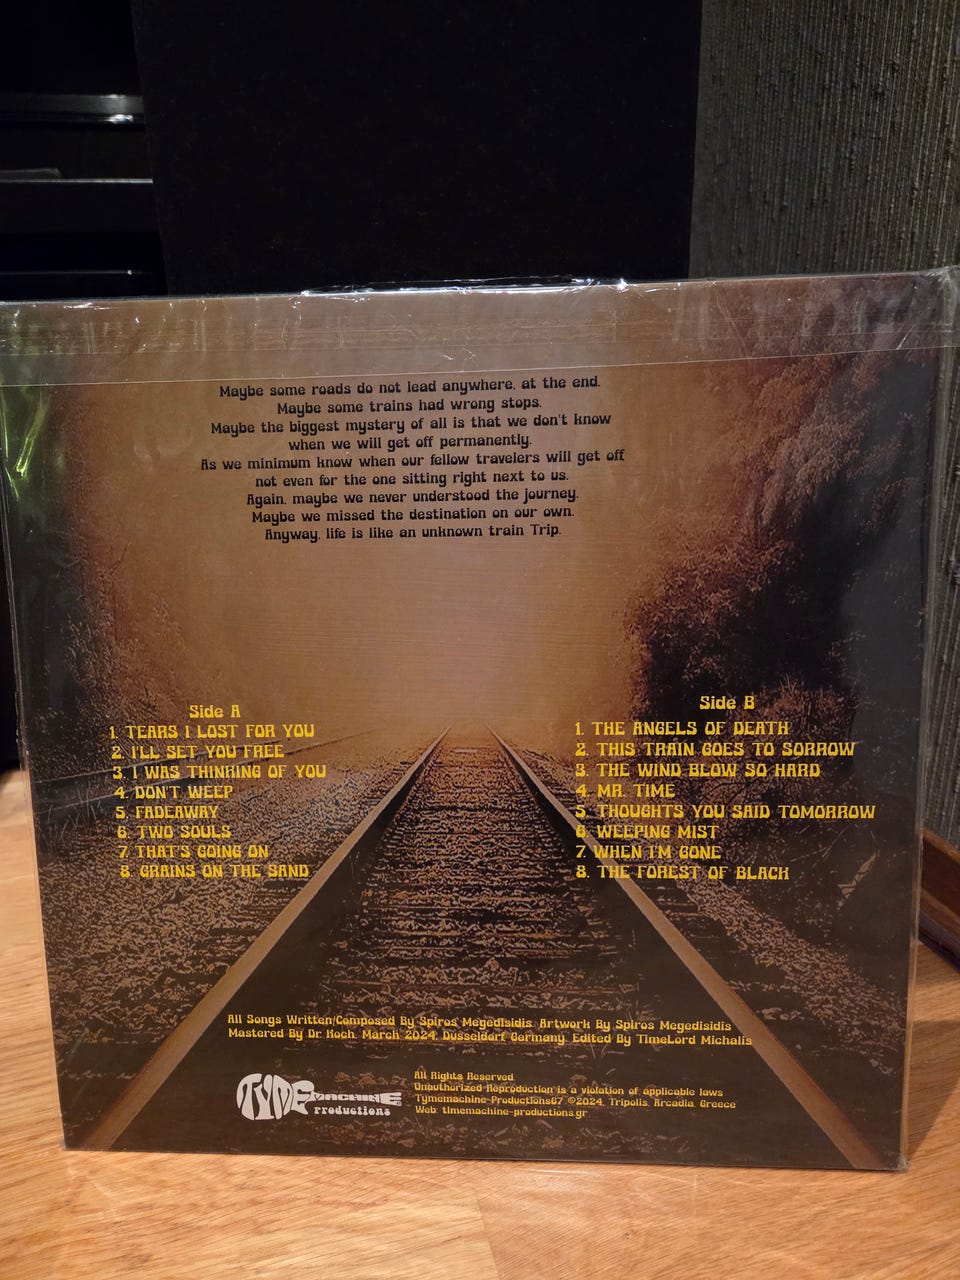 Maybe some roads do not lead anywhere, at the end.
Maybe some trains had wrong stops.
Maybe the biggest mystery of all is that we don't know
when we will get off permanently.
As we minimum know when our fellow travelers will get off
not even for the one sitting right next to us.
Again, maybe we never understood the journey.
Maybe we missed the destination on our own.
Anyway, life is like an unknown train Trip.
Side A
1. TEARS I LOST FOR YOU
2. I'LL SET YOU FREE
3. I WAS THINKING OF YOU
4. DON'T WEEP
5. FADEAWAY
6. TWO SOULS
7. THAT'S GOING ON
8. GRAINS ON THE SAND
Side B
1. THE ANGELS OF DEATH
2. THIS TRAIN GOES TO SORROW
3. THE WIND BLOW SO HARD
4. MR. TIME
5. THOUGHTS YOU SAID TOMORROW
6. WEEPING MIST
7. WHEN I'M GONE
8. THE FOREST OF BLACK
All Songs Written/Composed By Spiros Megedisidis. Artwork By Spiros Megedisidis
Mastered By Dr Koch. March 2024. Dusseldorf Germany. Edited By TimeLord Michalis
TYME MACHINE
Productions
All Rights Reserved
Unauthorized Reproduction is a violation of applicable laws
Tymemachine-Productions67 ©2024, Tripolis, Arcadia, Greece
Web: timemachine-productions.gr